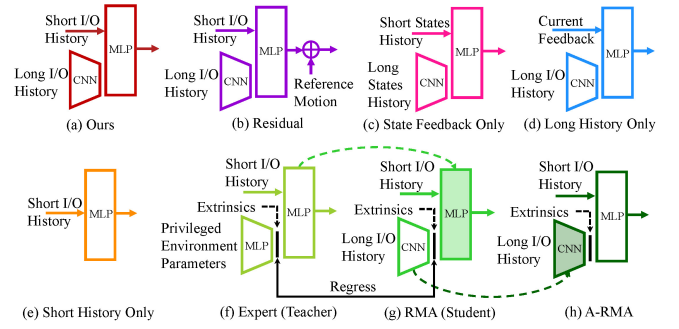 Short I/O
History
MLP
Long I/O
History
CNN
(a) Ours
Short I/O
History
MLP
Long I/O
History
CNN
Reference
Motion
(b) Residual
Short States
History
MLP
Long
States
History
CNN
(c) State Feedback Only
Current
Feedback
MLP
Long I/O
History
CNN
(d) Long History Only
Short I/O
History
MLP
(e) Short History Only
Short I/O
History
MLP
Extrinsics
Privileged
Environment
Parameters
MLP
(f) Expert (Teacher)
Regress
Short I/O
History
MLP
Extrinsics
Long I/O
History
CNN
(g) RMA (Student)
Short I/O
History
MLP
Extrinsics
Long I/O
History
CNN
(h) A-RMA